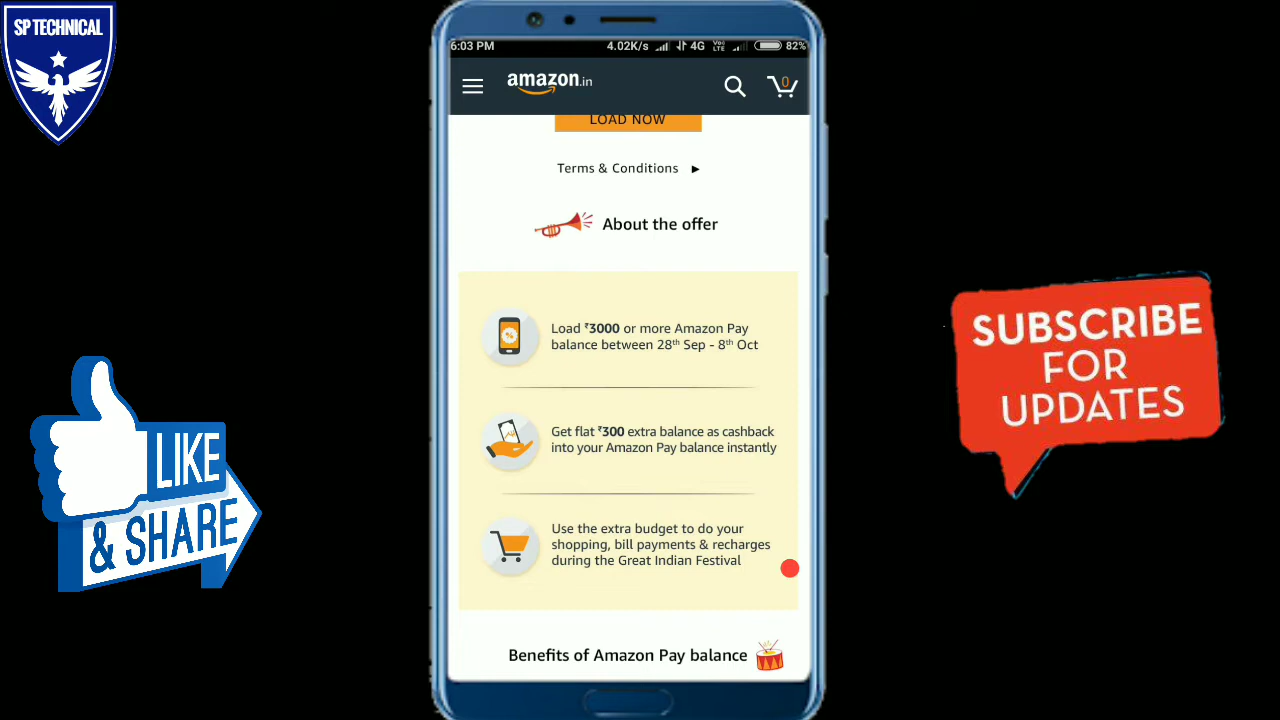 SP TECHNICAL
6:03 PM 4.02K/S 4G VoLTE 82%
amazon.in 0
LOAD NOW
Terms & Conditions ►
About the offer
Load ₹3000 or more Amazon Pay
balance between 28th Sep - 8th Oct
Get flat ₹300 extra balance as cashback
into your Amazon Pay balance instantly
Use the extra budget to do your
shopping, bill payments & recharges
during the Great Indian Festival
Benefits of Amazon Pay balance
LIKE
& SHARE
SUBSCRIBE
FOR
UPDATES